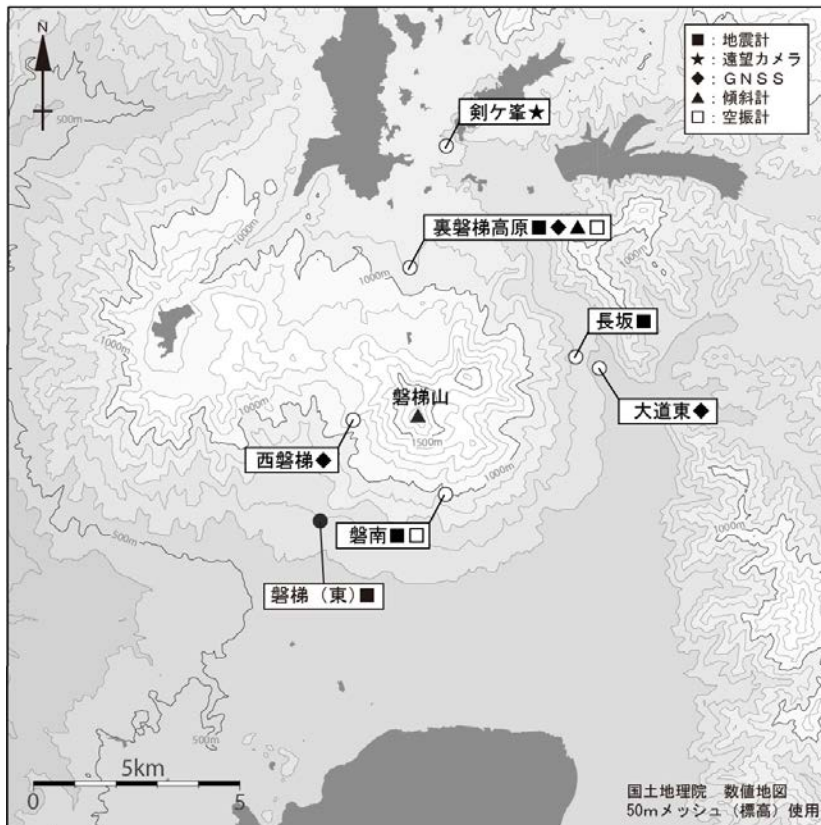 N
■：地震計
★：遠望カメラ
◆：ＧＮＳＳ
▲：傾斜計
□：空振計
500m
剣ケ峯★
裏磐梯高原■◆▲□
1000m
1000m
1000m
長坂■
1000m
磐梯山
大道東◆
1000m
1500m
西磐梯◆
1000m
1000m
500m
磐南■□
磐梯（東）■
500m
5km
0
5
国土地理院　数値地図
50mメッシュ（標高）使用